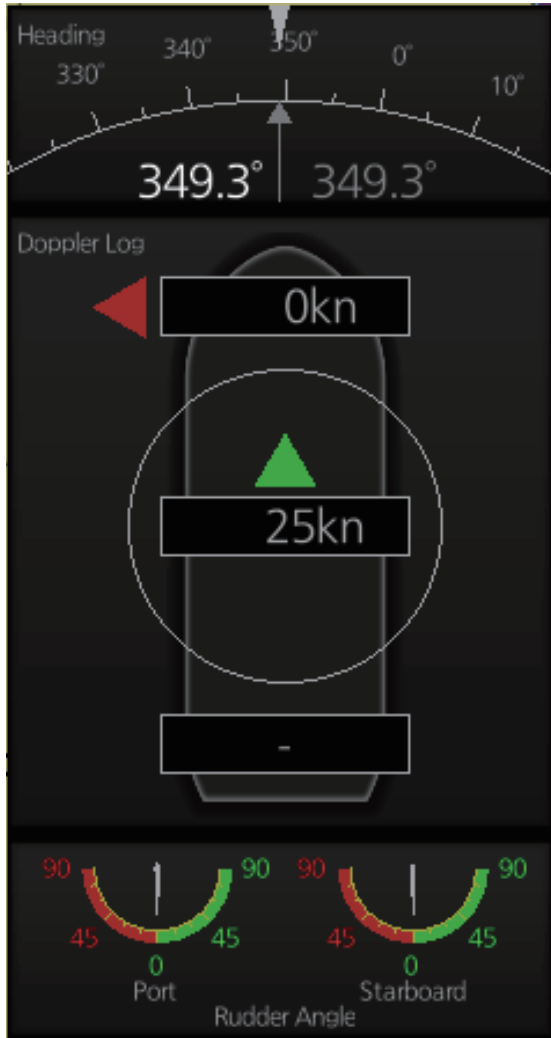 Heading
330° 340° 350° 0° 10°
349.3° 349.3°
Doppler Log
0kn
25kn
-
90 90 90 90
45 45 45 45
0 0
Port Starboard
Rudder Angle